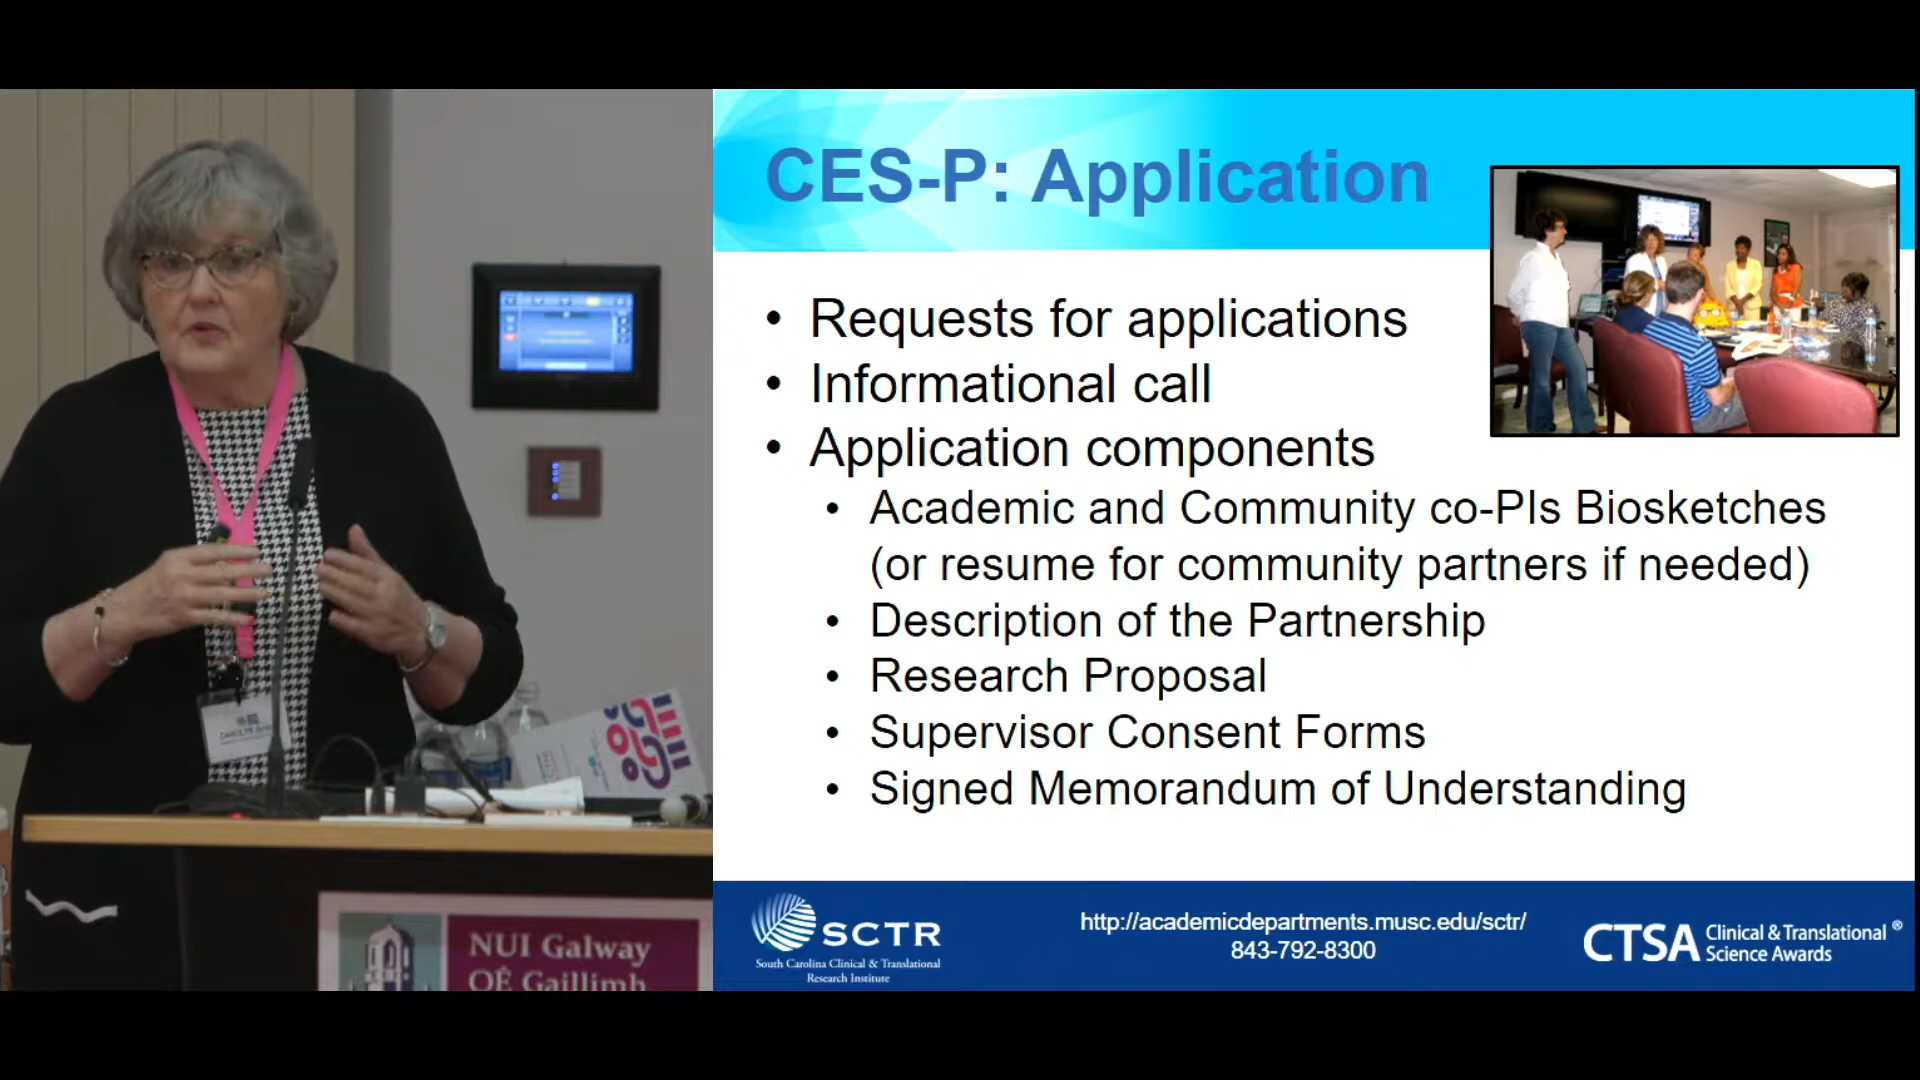 CES-P: Application
• Requests for applications
• Informational call
• Application components
• Academic and Community co-PIs Biosketches
(or resume for community partners if needed)
• Description of the Partnership
• Research Proposal
• Supervisor Consent Forms
• Signed Memorandum of Understanding
SCTR
South Carolina Clinical & Translational
Research Institute
http://academicdepartments.musc.edu/sctr/
843-792-8300
CTSA Clinical & Translational ®
Science Awards
CAROLYN
NUI Galway
OÉ Gaillimh